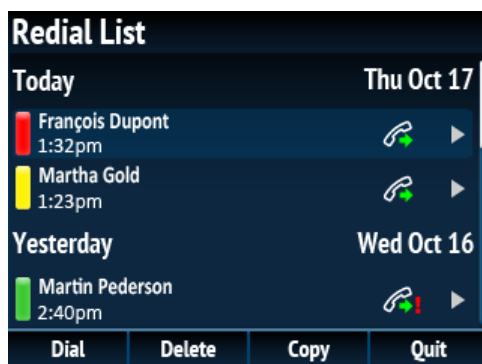 Redial List
Today Thu Oct 17
François Dupont
1:32pm
Martha Gold
1:23pm
Yesterday Wed Oct 16
Martin Pederson
2:40pm
Dial Delete Copy Quit